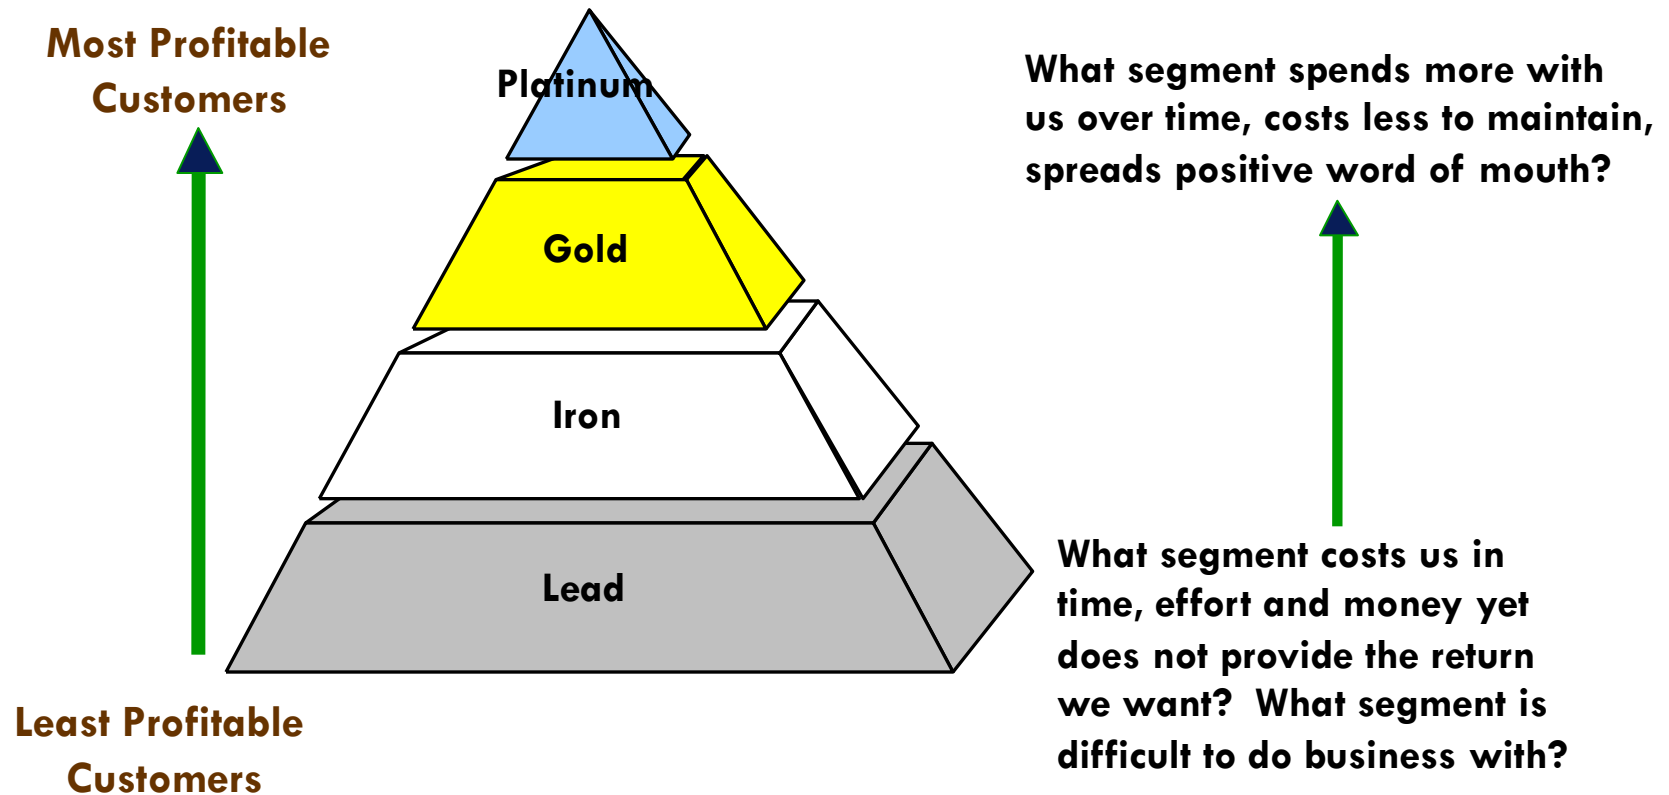 Most Profitable
Customers
Platinum
What segment spends more with
us over time, costs less to maintain,
spreads positive word of mouth?
Gold
Iron
Lead
What segment costs us in
time, effort and money yet
does not provide the return
we want?  What segment is
difficult to do business with?
Least Profitable
Customers